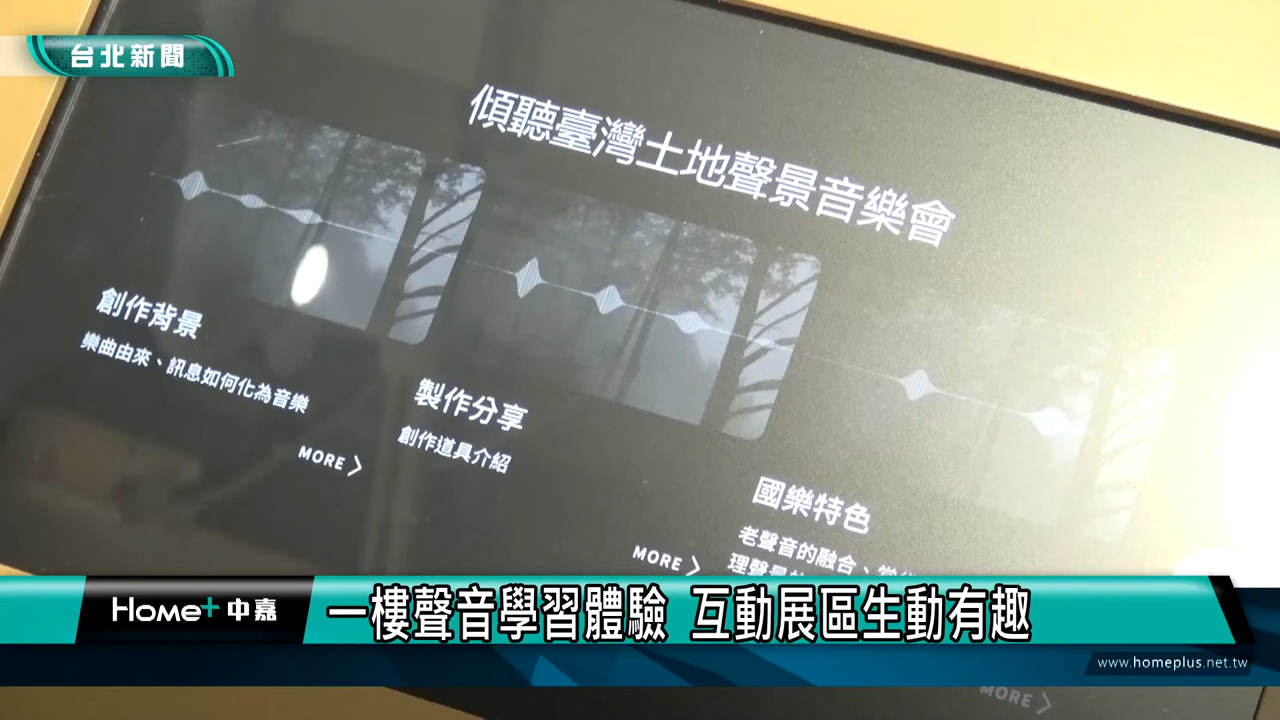 台北新聞
傾聽臺灣土地聲景音樂會
創作背景
樂曲由來、訊息如何化為音樂
MORE
製作分享
創作道具介紹
MORE
國樂特色
老聲音的融合、當
理聲景
Home+中嘉
一樓聲音學習體驗 互動展區生動有趣
www.homeplus.net.tw
MORE